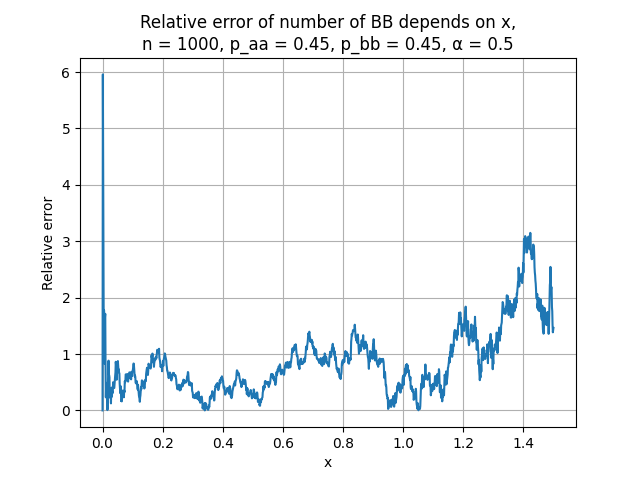 Relative error of number of BB depends on x,
n = 1000, p_aa = 0.45, p_bb = 0.45, α = 0.5
6
5
4
3
2
1
0
Relative error
0.0 0.2 0.4 0.6 0.8 1.0 1.2 1.4
x